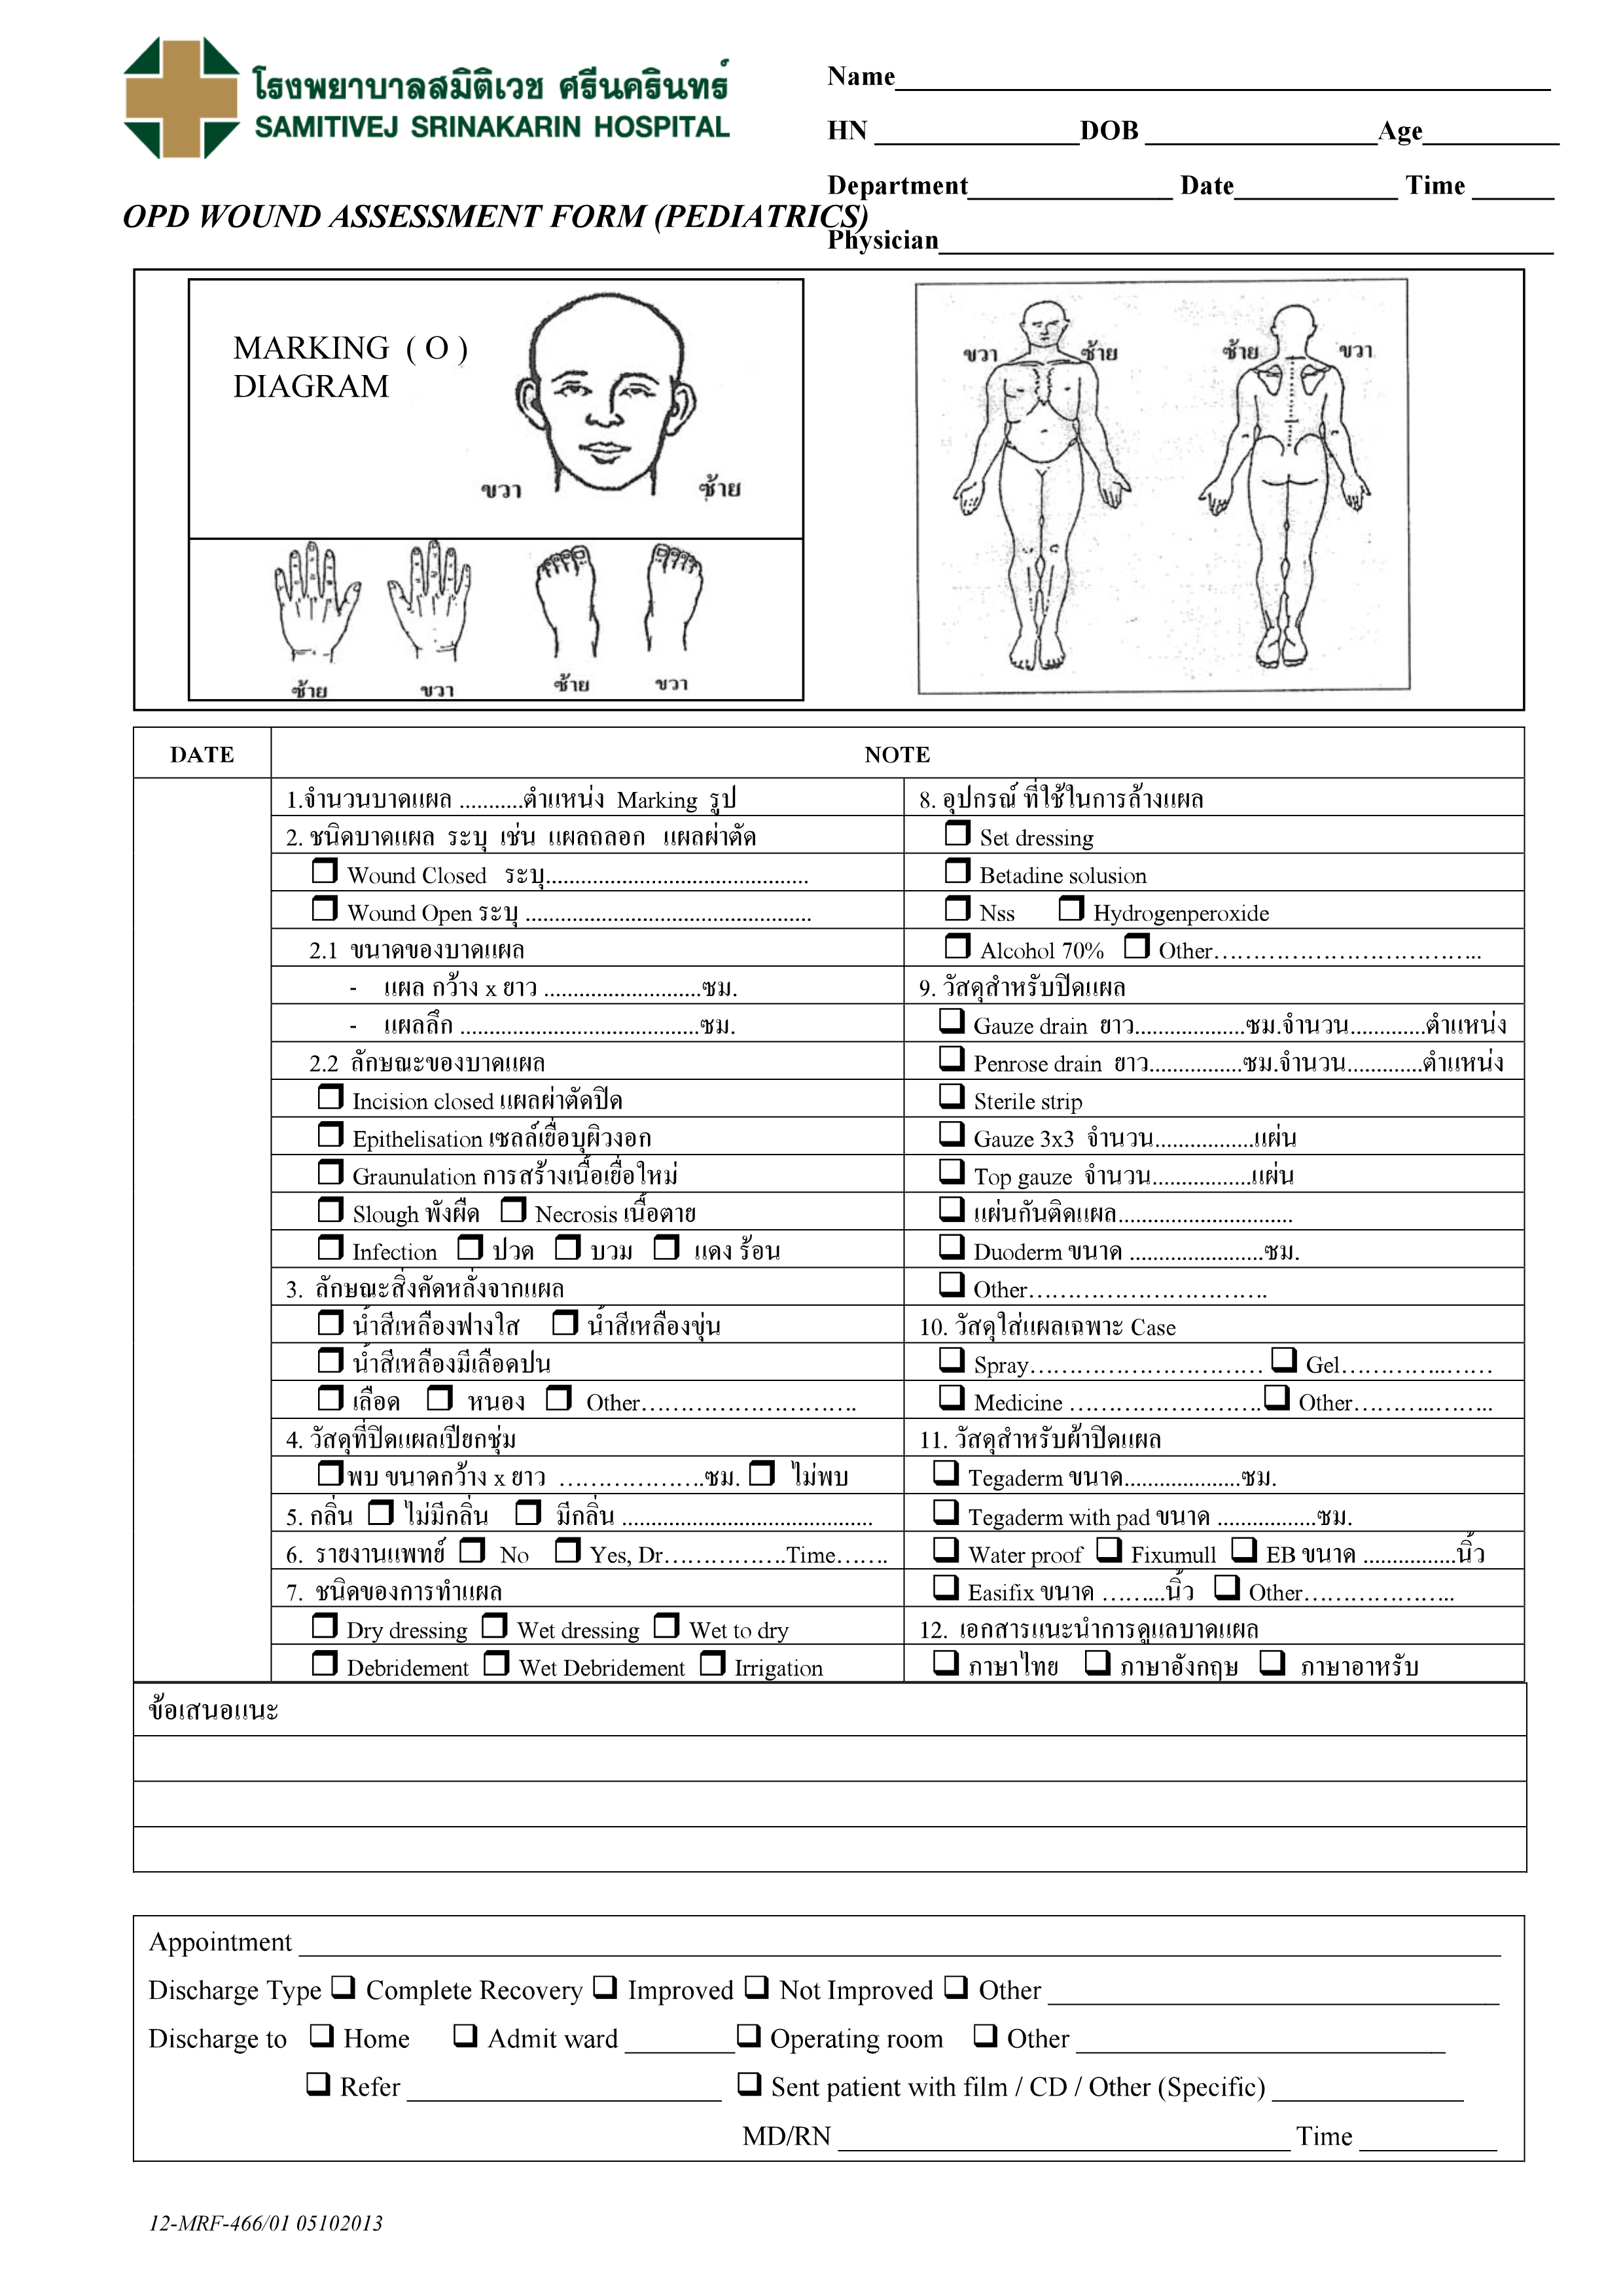 โรงพยาบาลสมิติเวช ศรีนครินทร์
SAMITIVEJ SRINAKARIN HOSPITAL
OPD WOUND ASSESSMENT FORM (PEDIATRICS)
Name
HN DOB Age
Department Date Time
Physician
MARKING ( O )
DIAGRAM
ขวา ซ้าย
ซ้าย ขวา ซ้าย ขวา
ขวา ซ้าย ซ้าย ขวา
DATE NOTE
1.จำนวนบาดแผล ...........ตำแหน่ง Marking รูป
2. ชนิดบาดแผล ระบุ เช่น แผลถลอก แผลผ่าตัด
❒ Wound Closed ระบุ..........................................
❒ Wound Open ระบุ ..............................................
2.1 ขนาดของบาดแผล
- แผล กว้าง x ยาว .........................ซม.
- แผลลึก ......................................ซม.
2.2 ลักษณะของบาดแผล
❒ Incision closed แผลผ่าตัดปิด
❒ Epithelisation เซลล์เยื่อบุผิวงอก
❒ Graunulation การสร้างเนื้อเยื่อใหม่
❒ Slough พังผืด ❒ Necrosis เนื้อตาย
❒ Infection ❒ ปวด ❒ บวม ❒ แดง ร้อน
3. ลักษณะสิ่งคัดหลั่งจากแผล
❒ น้ำสีเหลืองฟางใส ❒ น้ำสีเหลืองขุ่น
❒ น้ำสีเหลืองมีเลือดปน
❒ เลือด ❒ หนอง ❒ Other……………………….
4. วัสดุที่ปิดแผลเปียกชุ่ม
❒พบ ขนาดกว้าง x ยาว ……………….ซม. ❒ ไม่พบ
5. กลิ่น ❒ ไม่มีกลิ่น ❒ มีกลิ่น ........................................
6. รายงานแพทย์ ❒ No ❒ Yes, Dr…………….Time…….
7. ชนิดของการทำแผล
❒ Dry dressing ❒ Wet dressing ❒ Wet to dry
❒ Debridement ❒ Wet Debridement ❒ Irrigation
8. อุปกรณ์ ที่ใช้ในการล้างแผล
❒ Set dressing
❒ Betadine solusion
❒ Nss ❒ Hydrogenperoxide
❒ Alcohol 70% ❒ Other……………………………..
9. วัสดุสำหรับปิดแผล
❑ Gauze drain ยาว..................ซม.จำนวน............ตำแหน่ง
❑ Penrose drain ยาว...............ซม.จำนวน............ตำแหน่ง
❑ Sterile strip
❑ Gauze 3x3 จำนวน................แผ่น
❑ Top gauze จำนวน................แผ่น
❑ แผ่นกันติดแผล............................
❑ Duoderm ขนาด ......................ซม.
❑ Other………………………….
10. วัสดุใส่แผลเฉพาะ Case
❑ Spray………………………… ❑ Gel…………..……
❑ Medicine …………………….❑ Other……….……..
11. วัสดุสำหรับผ้าปิดแผล
❑ Tegaderm ขนาด...................ซม.
❑ Tegaderm with pad ขนาด ................ซม.
❑ Water proof ❑ Fixumull ❑ EB ขนาด ...............นิ้ว
❑ Easifix ขนาด ……....นิ้ว ❑ Other………………..
12. เอกสารแนะนำการดูแลบาดแผล
❑ ภาษาไทย ❑ ภาษาอังกฤษ ❑ ภาษาอาหรับ
ข้อเสนอแนะ
Appointment
Discharge Type ❑ Complete Recovery ❑ Improved ❑ Not Improved ❑ Other
Discharge to ❑ Home ❑ Admit ward ❑ Operating room ❑ Other
❑ Refer ❑ Sent patient with film / CD / Other (Specific)
MD/RN Time
12-MRF-466/01 05102013